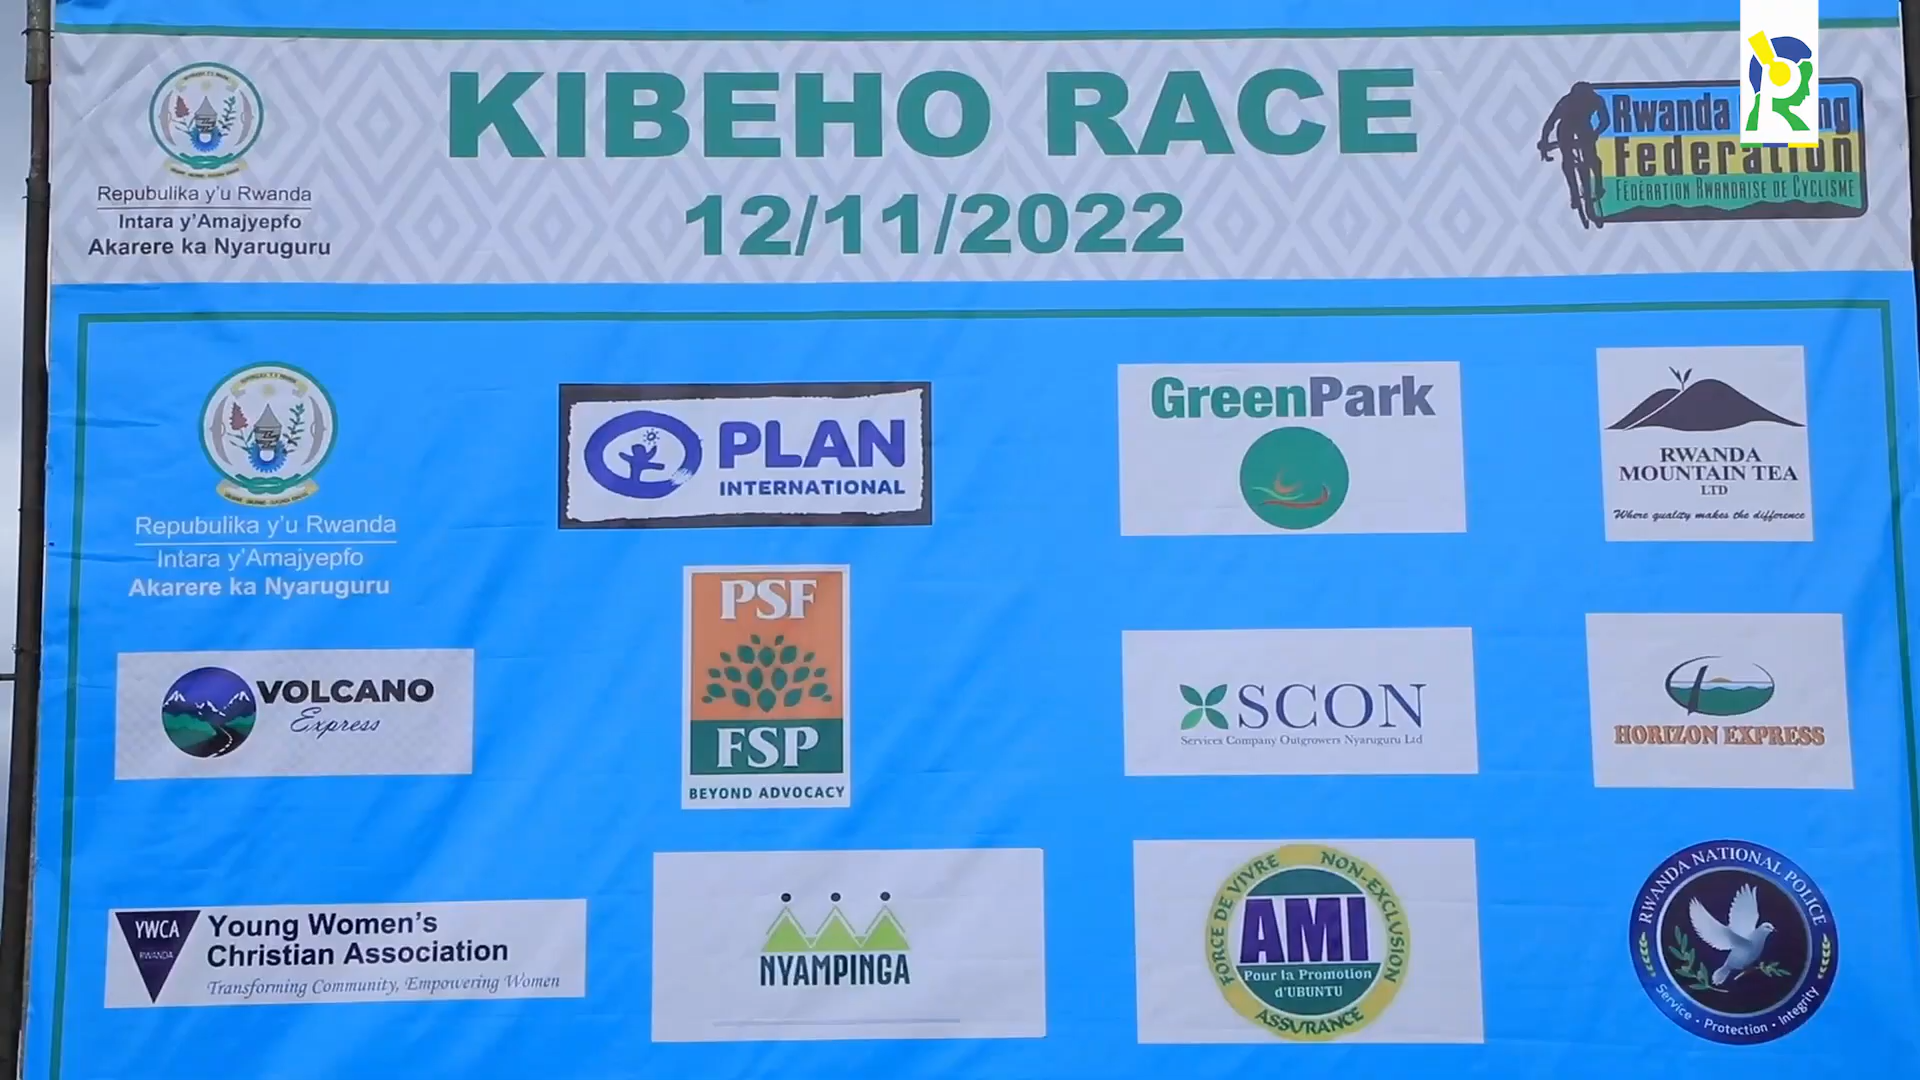 KIBEHO RACE
12/11/2022
Repubulika y'u Rwanda
Intara y'Amajyepfo
Akarere ka Nyaruguru
Rwanda ng
Federation
FÉDÉRATION RWANDAISE DE CYCLISME
R
Repubulika y'u Rwanda
Intara y'Amajyepfo
Akarere ka Nyaruguru
PLAN
INTERNATIONAL
GreenPark
RWANDA
MOUNTAIN TEA
LTD
Where quality makes the difference
VOLCANO
Express
PSF
FSP
BEYOND ADVOCACY
SCON
Services Company Outgrowers Nyaruguru Ltd
HORIZON EXPRESS
YWCA
RWANDA
Young Women's
Christian Association
Transforming Community, Empowering Women
NYAMPINGA
FORCE DE VIVRE NON-EXCLUSION
AMI
Pour la Promotion
d'UBUNTU
ASSURANCE
RWANDA NATIONAL POLICE
Service • Protection • Integrity